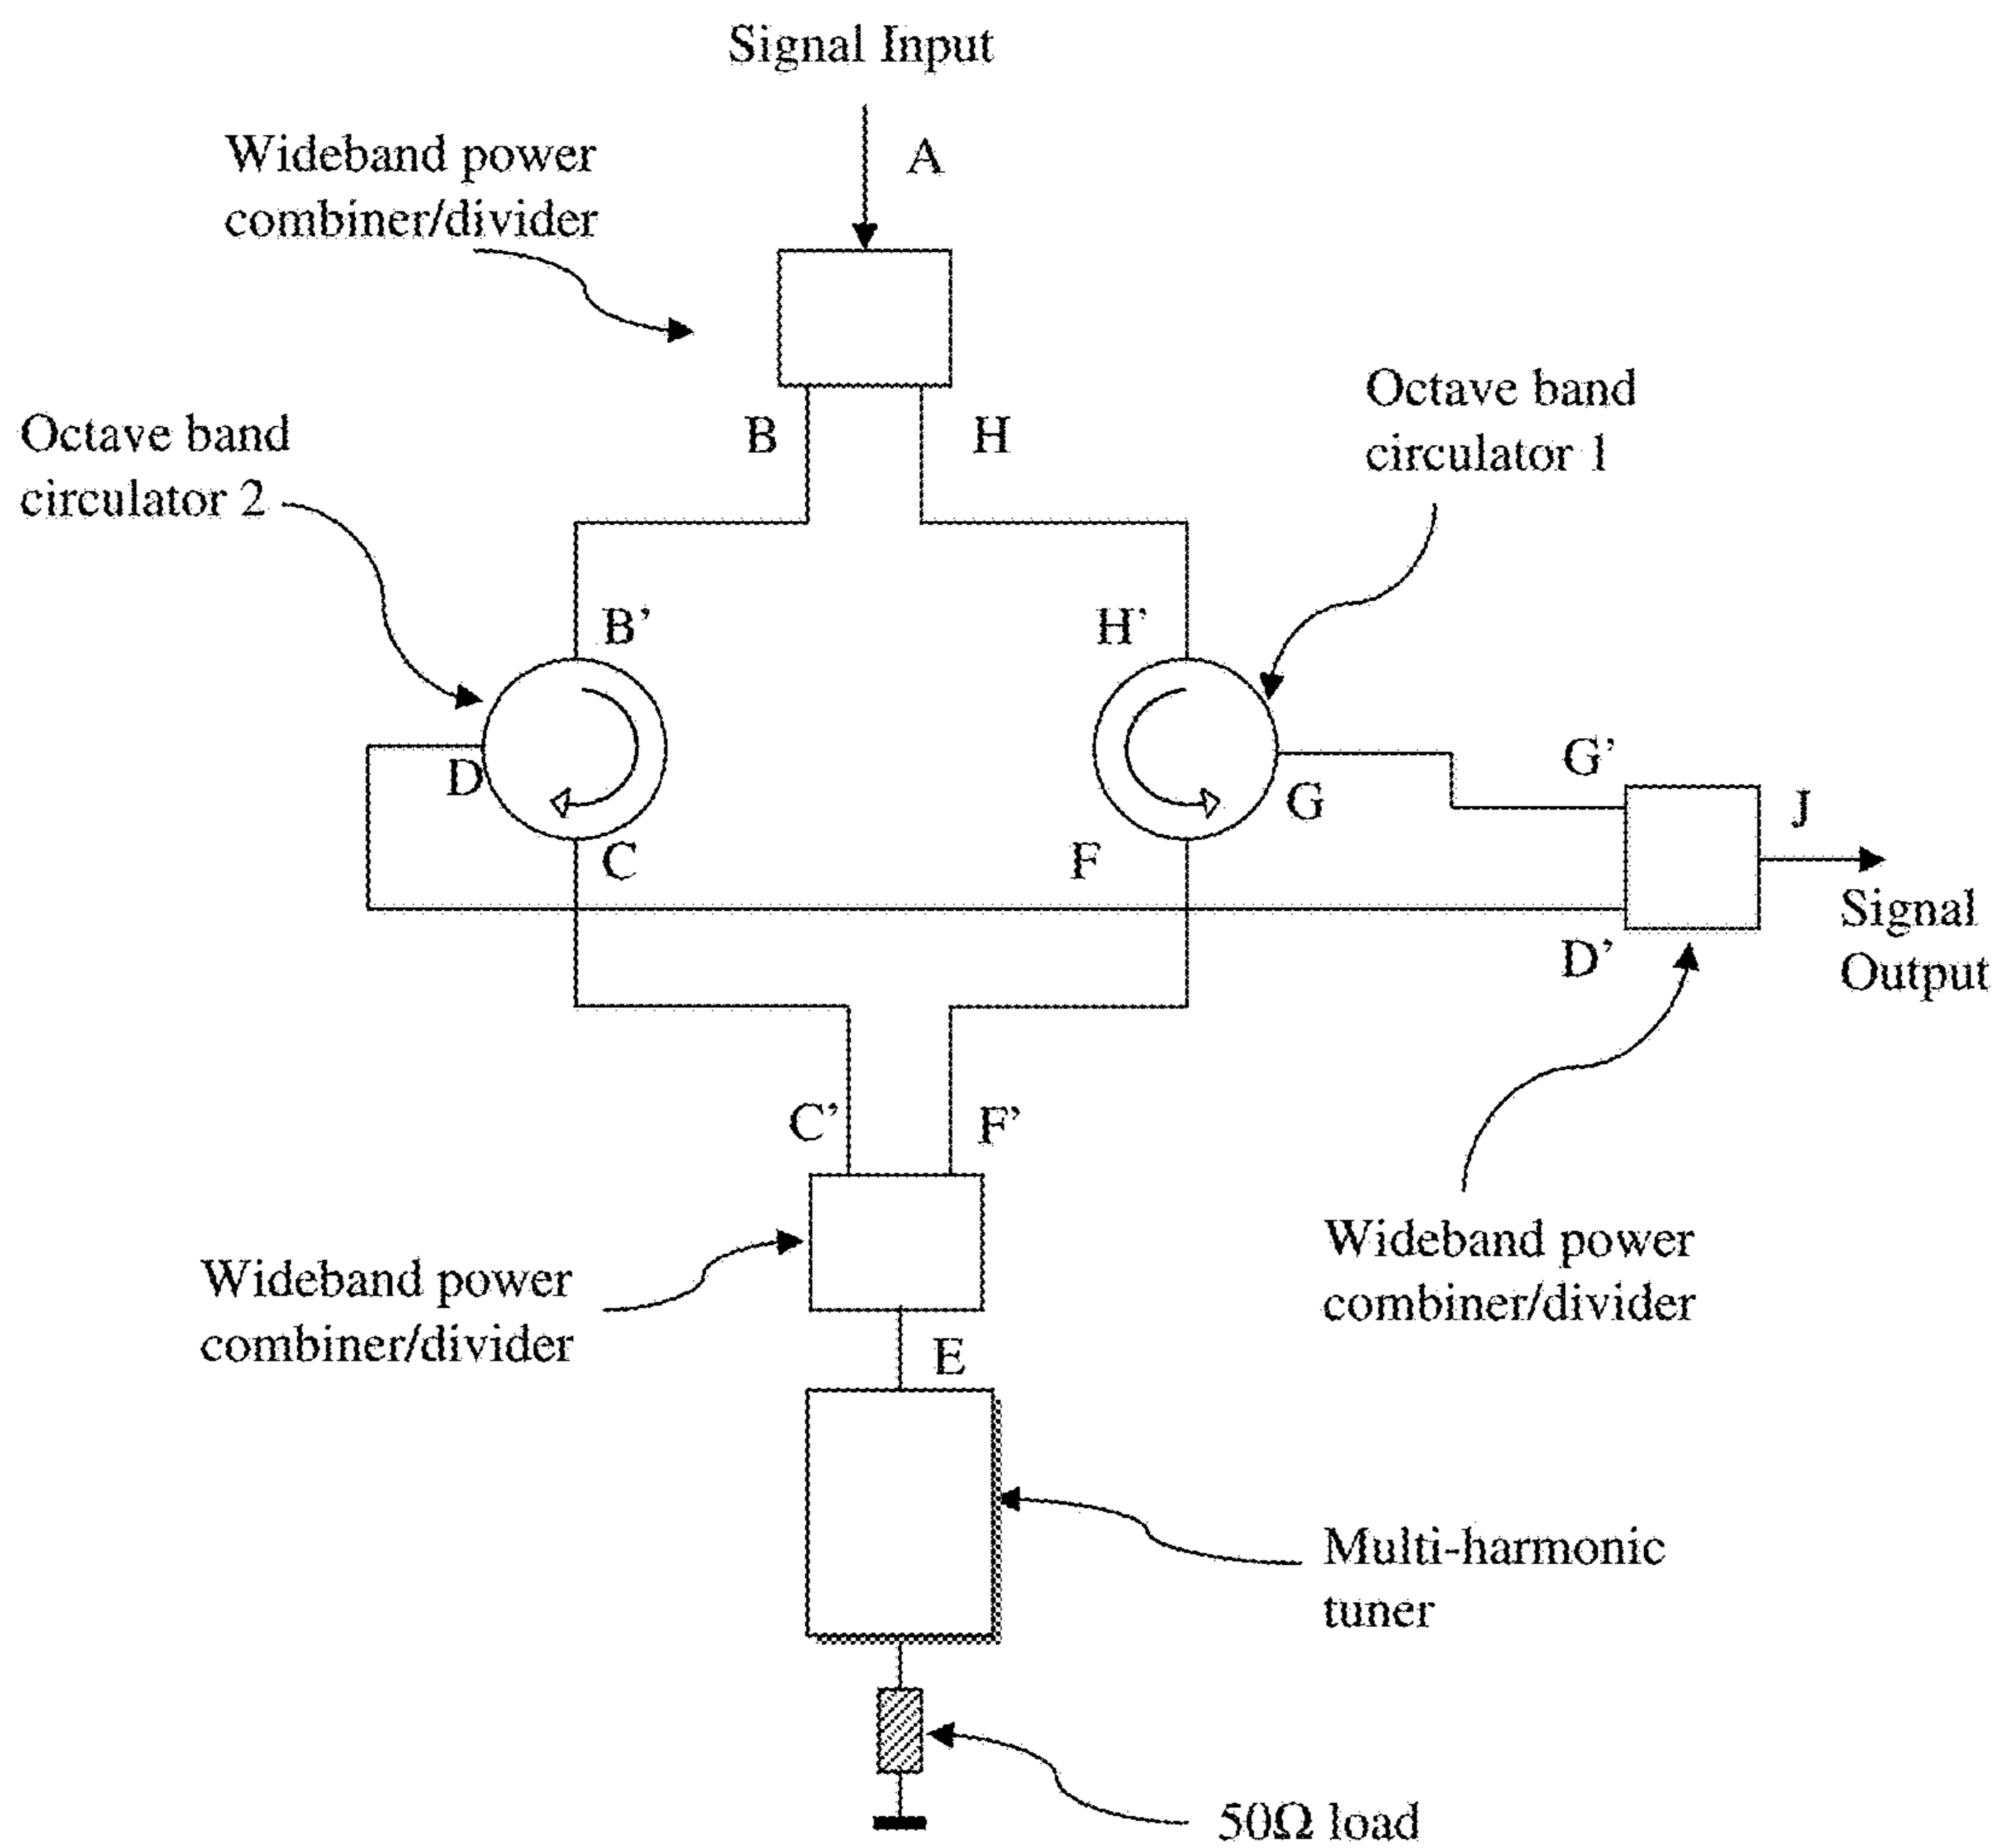 Signal Input
A
Wideband power
combiner/divider
B
H
Octave band
circulator 1
Octave band
circulator 2
B’
H’
D
G
G’
J
C
F
Signal
Output
D’
C’
F’
Wideband power
combiner/divider
Wideband power
combiner/divider
E
Multi-harmonic
tuner
50Ω load